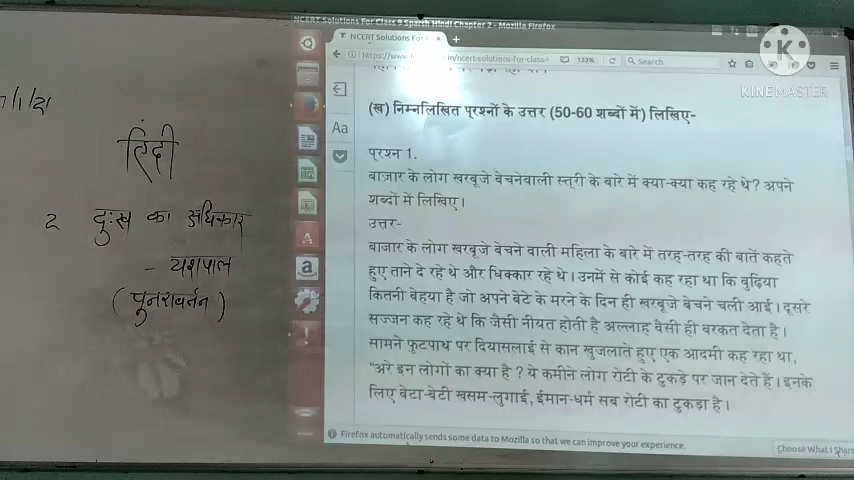 NCERT Solutions For Class 9 Sparsh Hindi Chapter 2 - Mozilla Firefox
NCERT Solutions For
133%
Search
KINEMASTER
7/1/21
हिंदी
2 दुःख का अधिकार
- यशपाल
(पुनरावर्तन)
(ख) निम्नलिखित प्रश्नों के उत्तर (50-60 शब्दों में) लिखिए-
Aa
प्रश्न 1.
बाज़ार के लोग खरबूजे बेचनेवाली स्त्री के बारे में क्या-क्या कह रहे थे? अपने
शब्दों में लिखिए।
उत्तर-
बाजार के लोग खरबूजे बेचने वाली महिला के बारे में तरह-तरह की बातें कहते
हुए ताने दे रहे थे और धिक्कार रहे थे। उनमें से कोई कह रहा था कि बुढ़िया
कितनी बेहया है जो अपने बेटे के मरने के दिन ही खरबूजे बेचने चली आई। दूसरे
सज्जन कह रहे थे कि जैसी नीयत होती है अल्लाह वैसी ही बरकत देता है।
सामने फुटपाथ पर दियासलाई से कान खुजलाते हुए एक आदमी कह रहा था,
"अरे इन लोगों का क्या है ? ये कमीने लोग रोटी के टुकड़े पर जान देते हैं। इनके
लिए बेटा-बेटी खसम-लुगाई, ईमान-धर्म सब रोटी का टुकड़ा है।
Firefox automatically sends some data to Mozilla so that we can improve your experience.
Choose What I Share